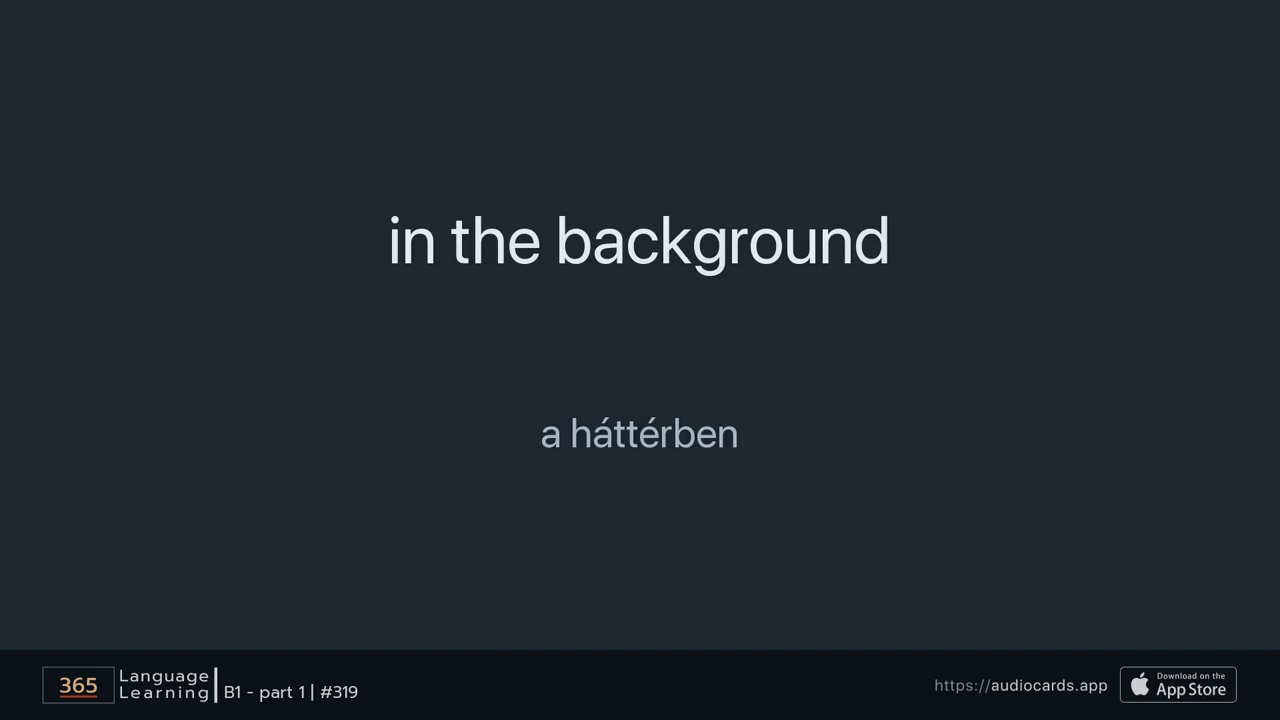 in the background
a háttérben
365
Language
Learning
B1 - part 1 | #319
https://audiocards.app
Download on the
App Store